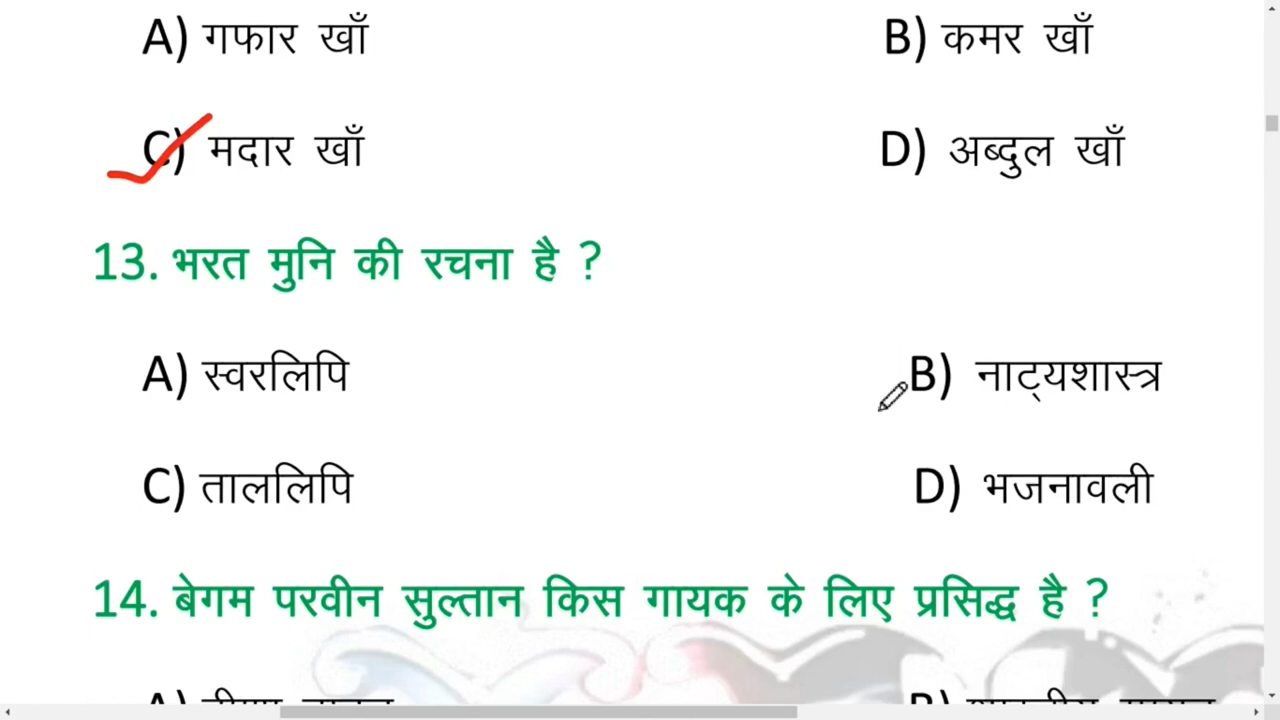 A) गफार खाँ B) कमर खाँ
C) मदार खाँ D) अब्दुल खाँ
13. भरत मुनि की रचना है ?
A) स्वरलिपि B) नाट्यशास्त्र
C) ताललिपि D) भजनावली
14. बेगम परवीन सुल्तान किस गायक के लिए प्रसिद्ध है ?
A) B)